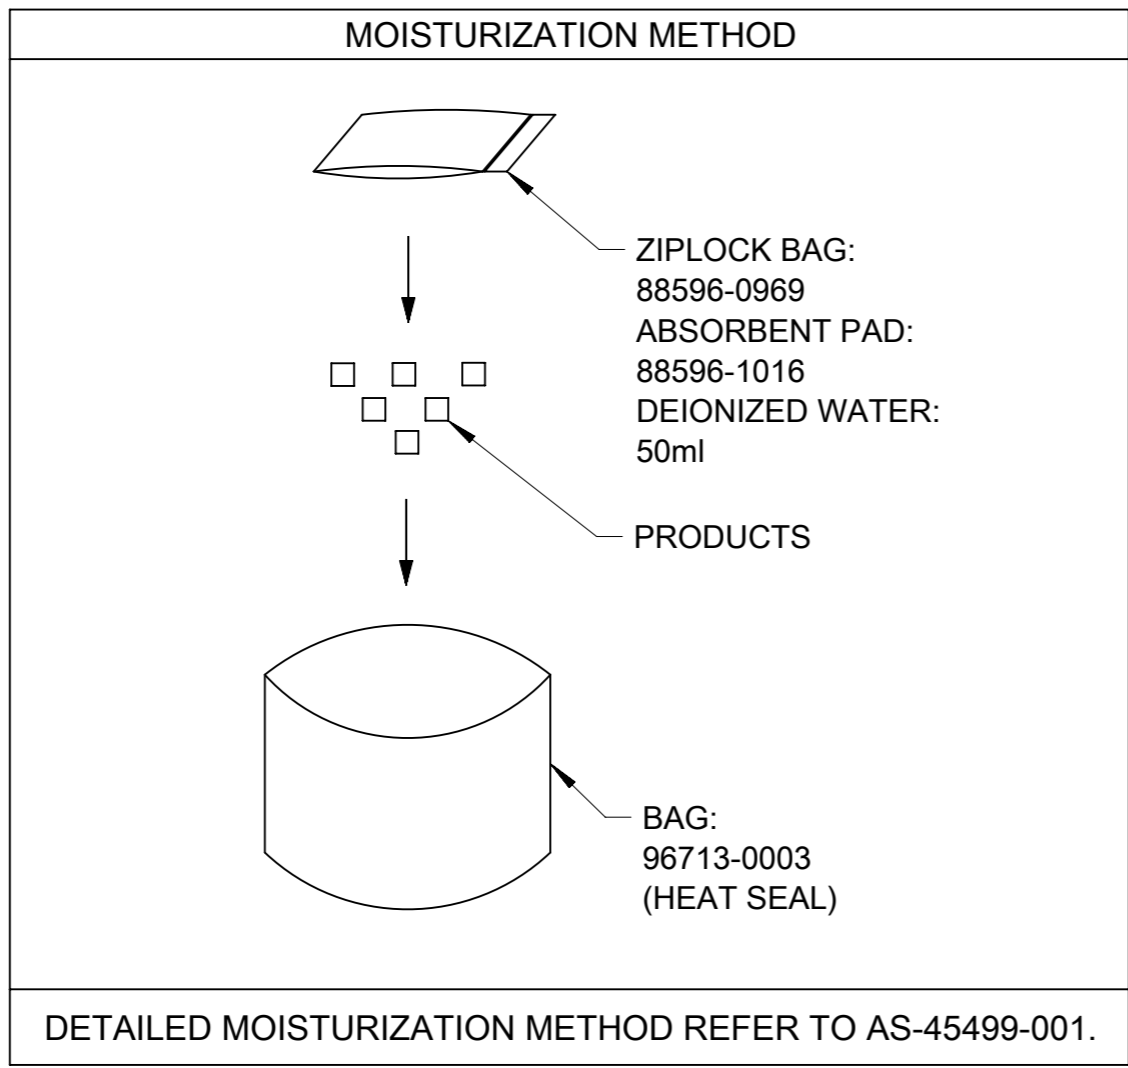 MOISTURIZATION METHOD
ZIPLOCK BAG:
88596-0969
ABSORBENT PAD:
88596-1016
DEIONIZED WATER:
50ml
PRODUCTS
BAG:
96713-0003
(HEAT SEAL)
DETAILED MOISTURIZATION METHOD REFER TO AS-45499-001.